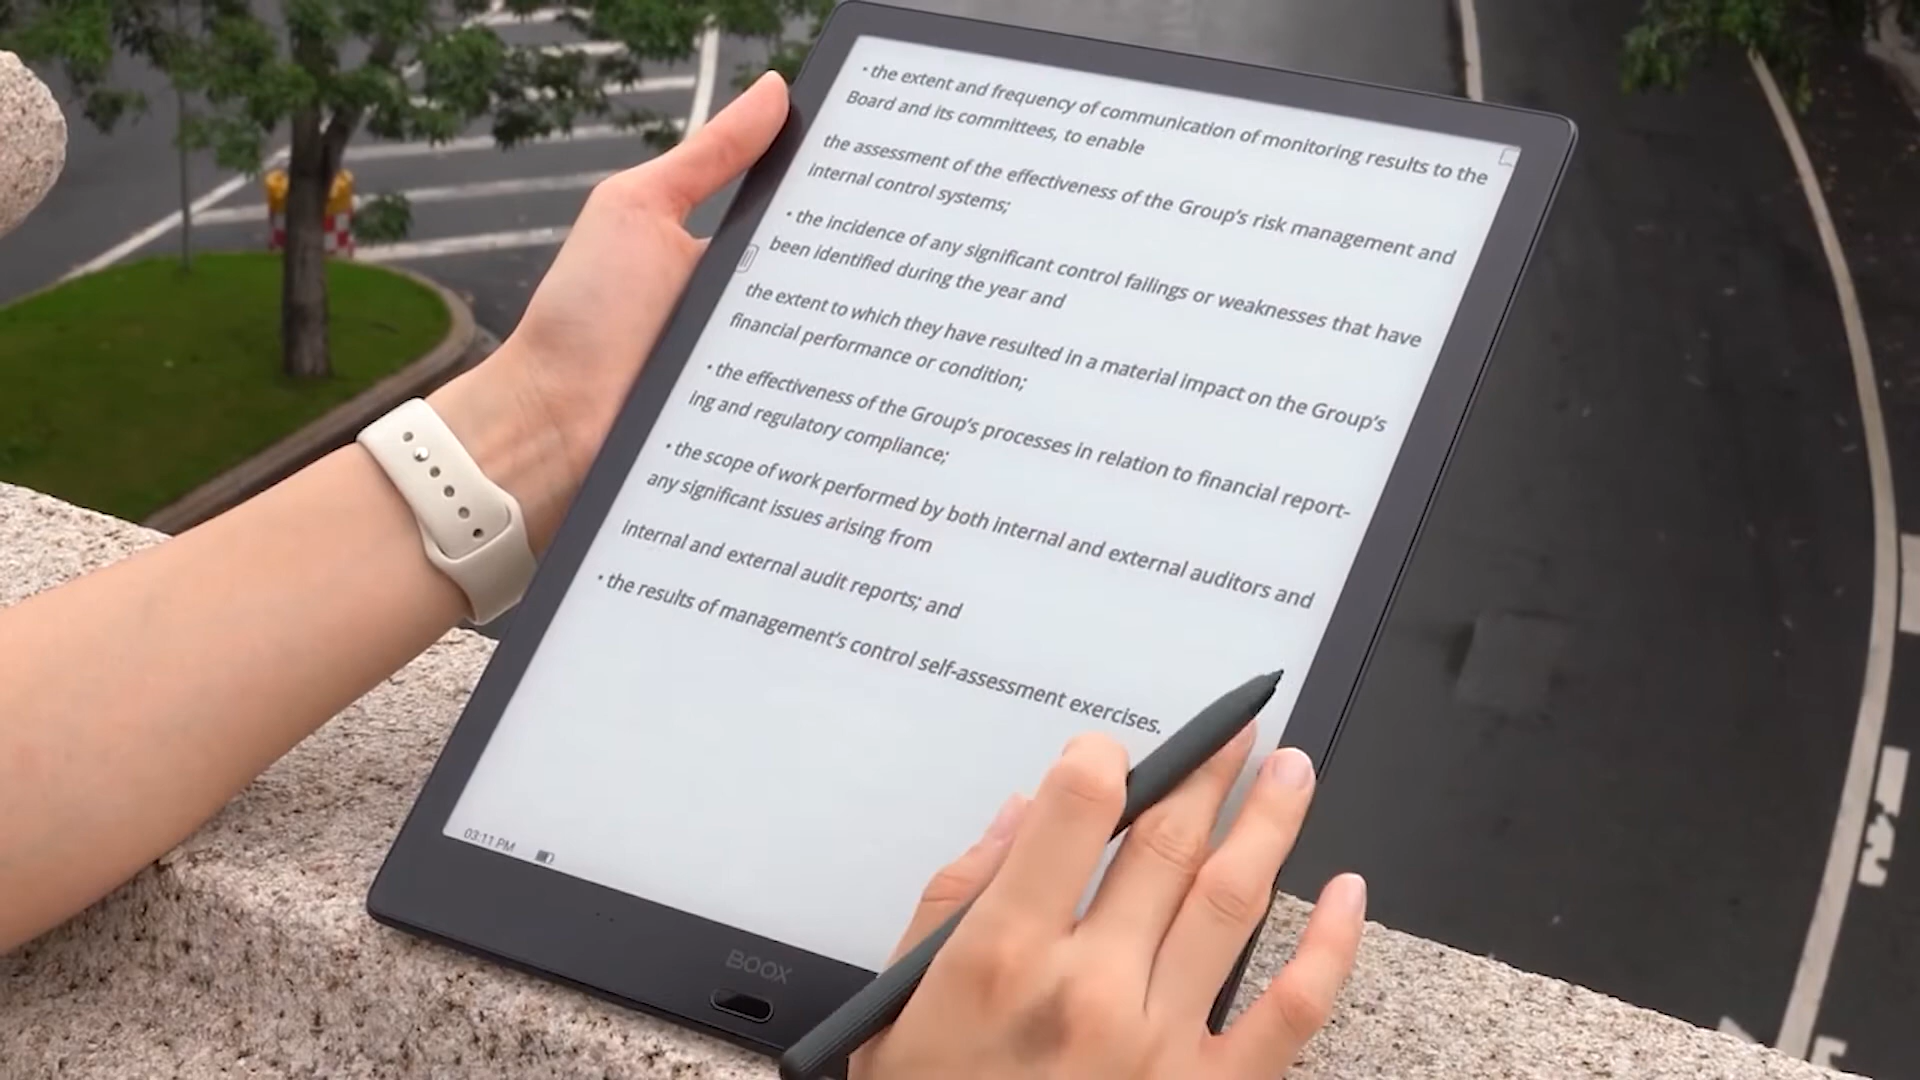 • the extent and frequency of communication of monitoring results to the
Board and its committees, to enable
the assessment of the effectiveness of the Group's risk management and
internal control systems;
• the incidence of any significant control failings or weaknesses that have
been identified during the year and
the extent to which they have resulted in a material impact on the Group's
financial performance or condition;
• the effectiveness of the Group's processes in relation to financial report-
ing and regulatory compliance;
• the scope of work performed by both internal and external auditors and
any significant issues arising from
internal and external audit reports; and
• the results of management's control self-assessment exercises.
03:11 PM
BOOX